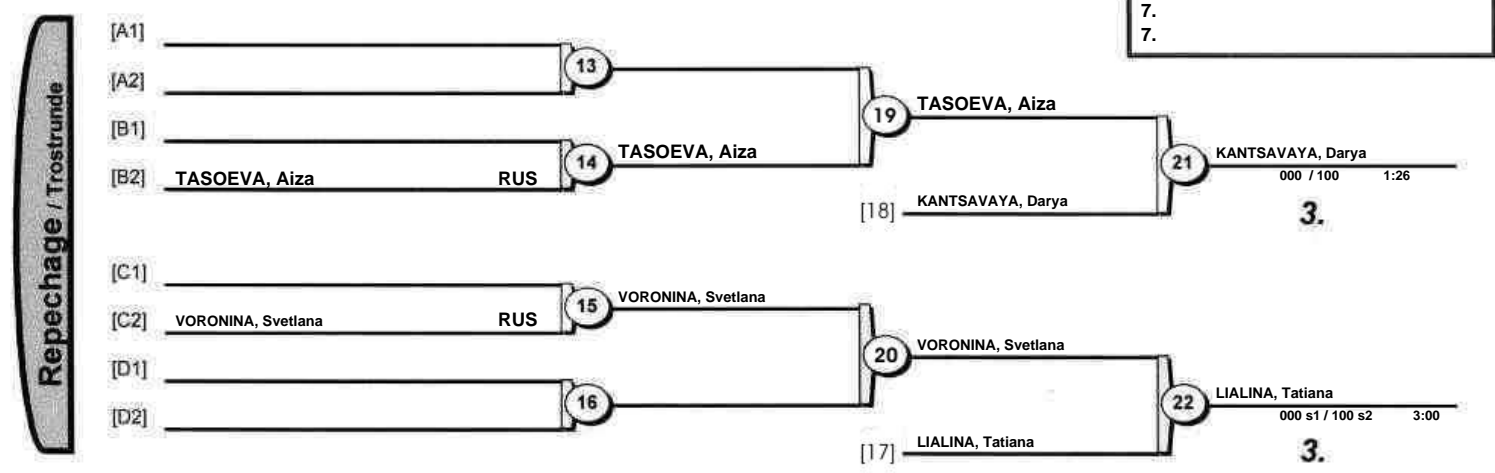 7.
7.
Repechage / Trostrunde
[A1]
13
[A2]
19
TASOEVA, Aiza
[B1]
14
TASOEVA, Aiza
21
KANTSAVAYA, Darya
000 / 100 1:26
[B2] TASOEVA, Aiza RUS
[18] KANTSAVAYA, Darya
3.
[C1]
15
VORONINA, Svetlana
[C2] VORONINA, Svetlana RUS
20
VORONINA, Svetlana
[D1]
16
22
LIALINA, Tatiana
000 s1 / 100 s2 3:00
[D2]
[17] LIALINA, Tatiana
3.